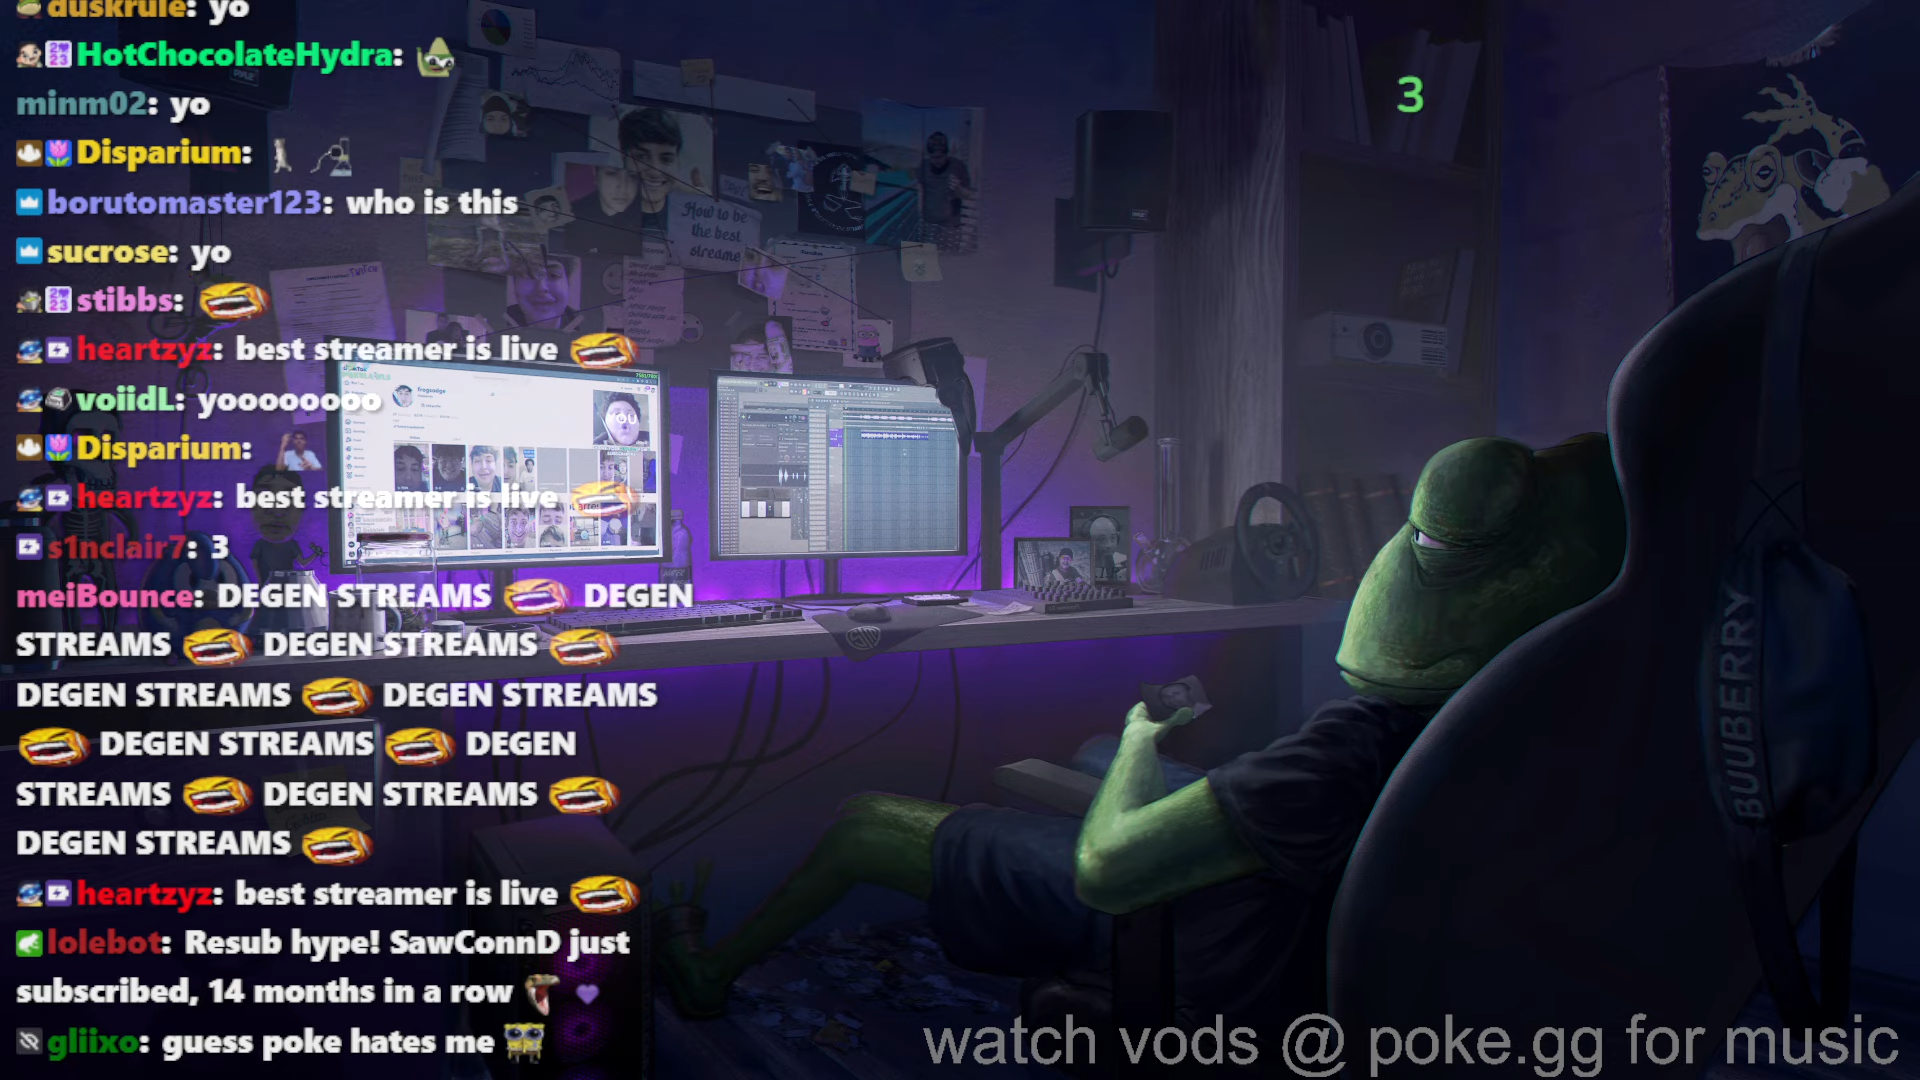 duskrule: yo
HotChocolateHydra:
minm02: yo
Disparium:
borutomaster123: who is this
sucrose: yo
stibbs:
heartzyz: best streamer is live
voiidL: yoooooooo
Disparium:
heartzyz: best streamer is live
s1nclair7: 3
meiBounce: DEGEN STREAMS DEGEN
STREAMS DEGEN STREAMS
DEGEN STREAMS DEGEN STREAMS
DEGEN STREAMS DEGEN
STREAMS DEGEN STREAMS
DEGEN STREAMS
heartzyz: best streamer is live
lolebot: Resub hype! SawConnD just
subscribed, 14 months in a row
gliixo: guess poke hates me
3
How to be
the best
streamer
YOU
BUUBERRY
watch vods @ poke.gg for music